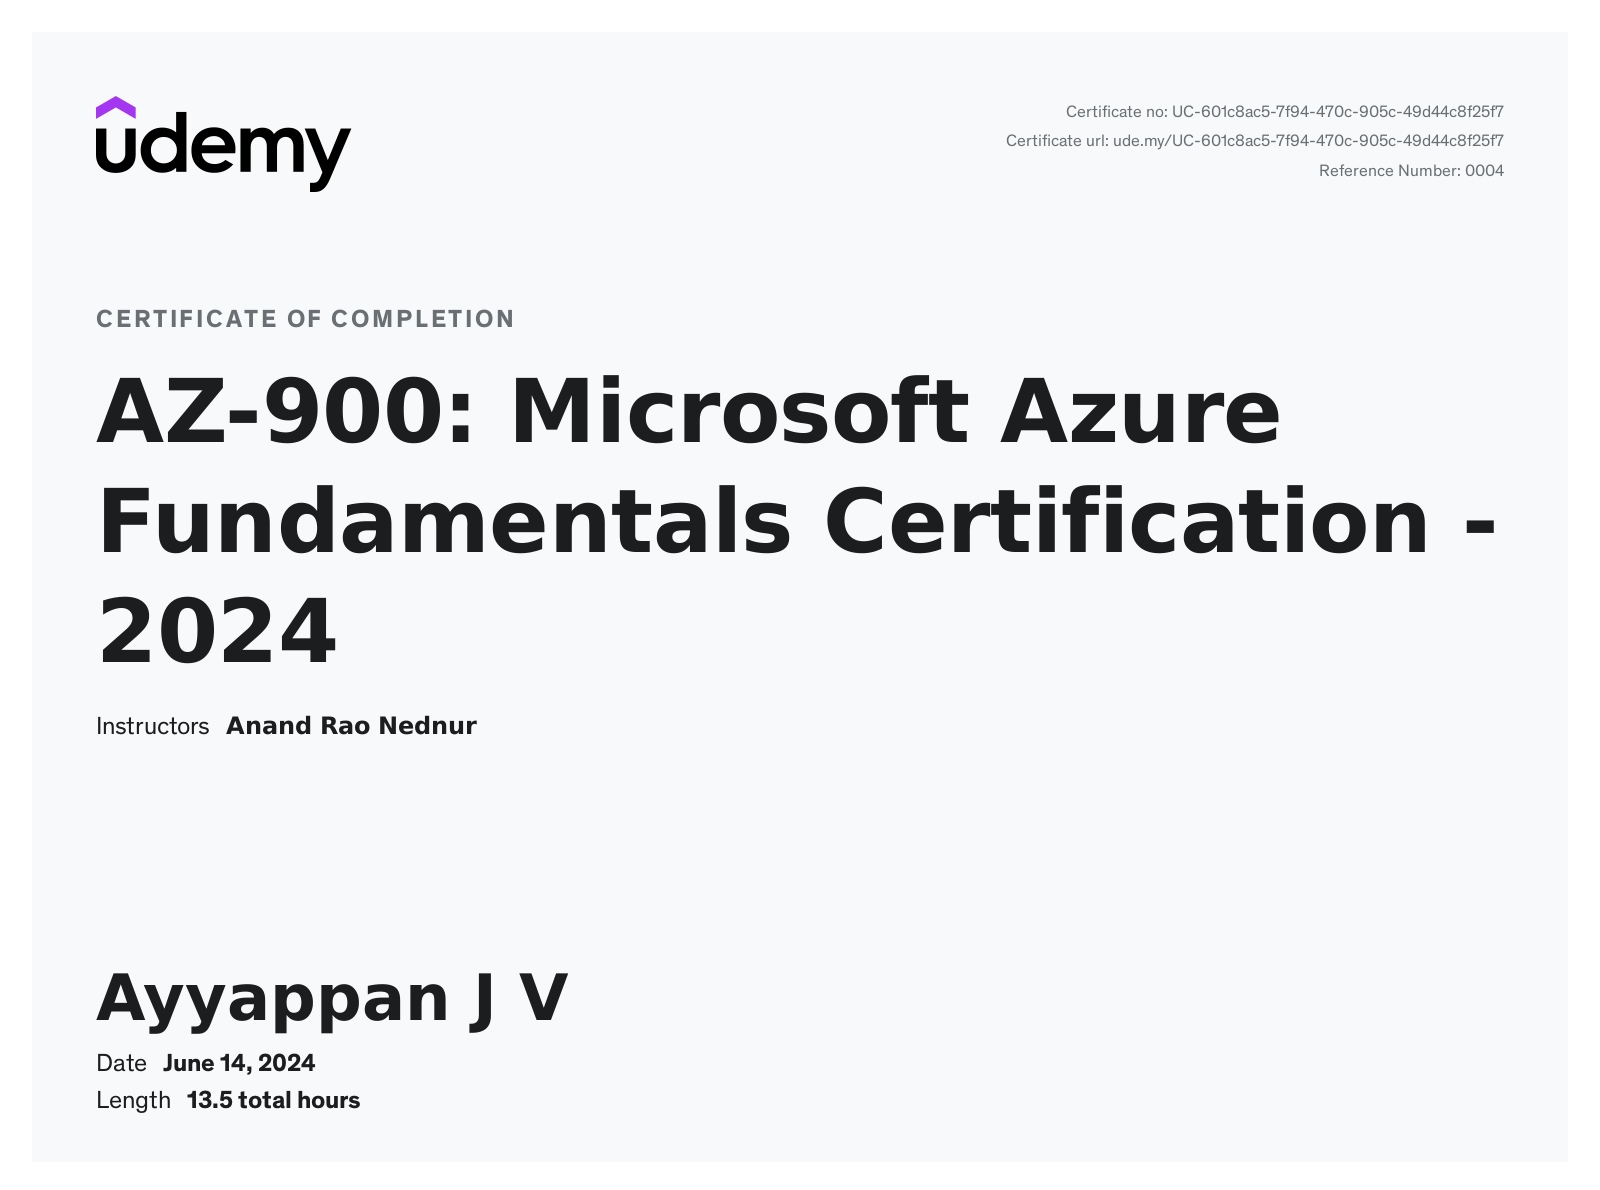 udemy
Certificate no: UC-601c8ac5-7f94-470c-905c-49d44c8f25f7
Certificate url: ude.my/UC-601c8ac5-7f94-470c-905c-49d44c8f25f7
Reference Number: 0004
CERTIFICATE OF COMPLETION
AZ-900: Microsoft Azure
Fundamentals Certification -
2024
Instructors Anand Rao Nednur
Ayyappan J V
Date June 14, 2024
Length 13.5 total hours